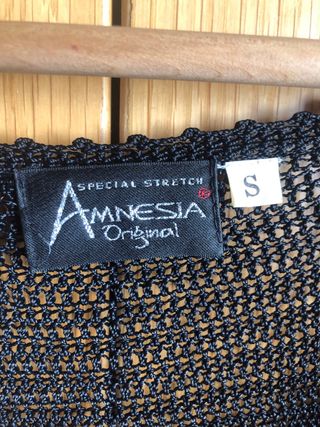 SPECIAL STRETCH
AMNESIA
Original
S